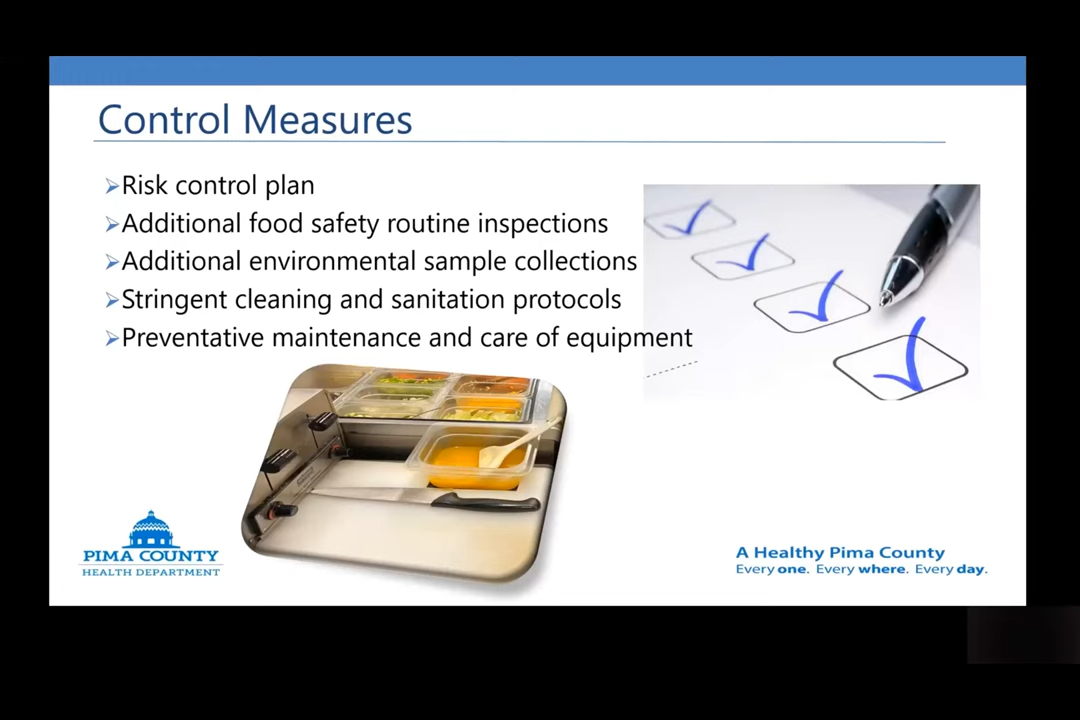 Control Measures
Risk control plan
Additional food safety routine inspections
Additional environmental sample collections
Stringent cleaning and sanitation protocols
Preventative maintenance and care of equipment
PIMA COUNTY
HEALTH DEPARTMENT
A Healthy Pima County
Every one. Every where. Every day.